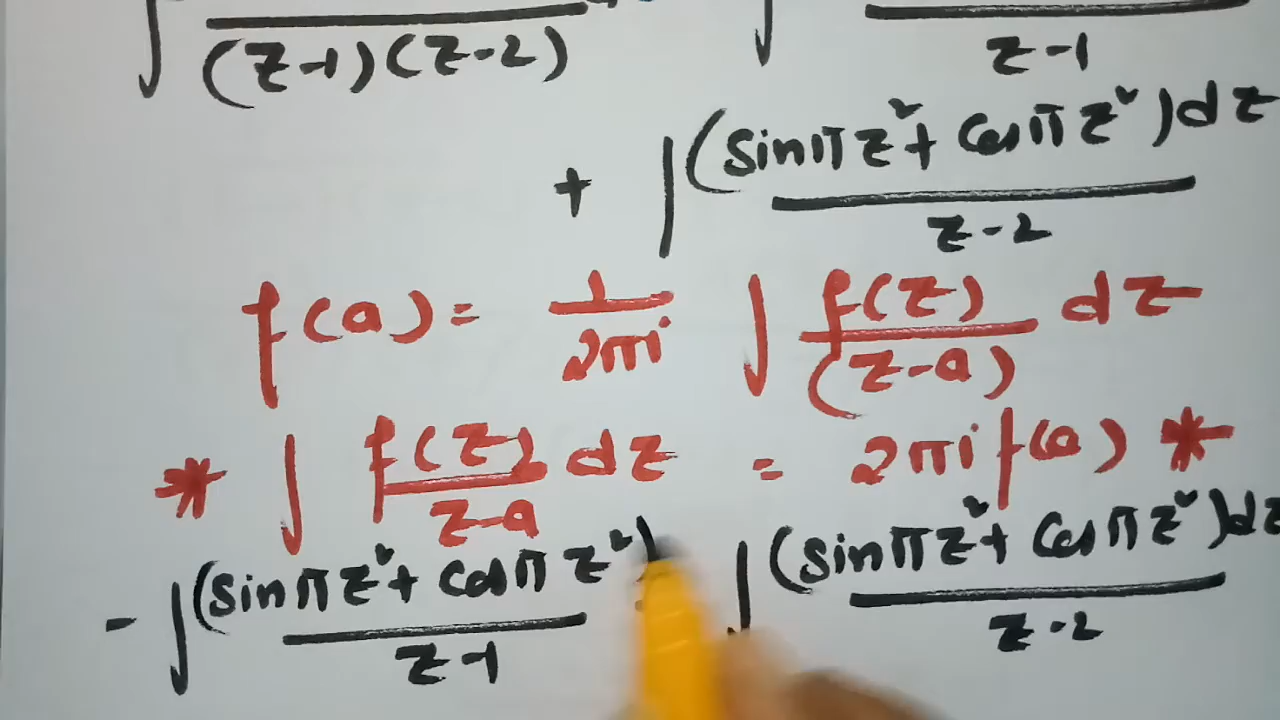 ∫ (z-1)(z-2) ∫ z-1
+ ∫ (sinπz²+ cosπz²)dz
z-2
f(a) = 1/2πi ∫ f(z)/(z-a) dz
* ∫ f(z)/z-a dz = 2πi f(a) *
- ∫ (sinπz²+ cosπz²) ∫ (sinπz²+ cosπz²)dz
z-1 z-2